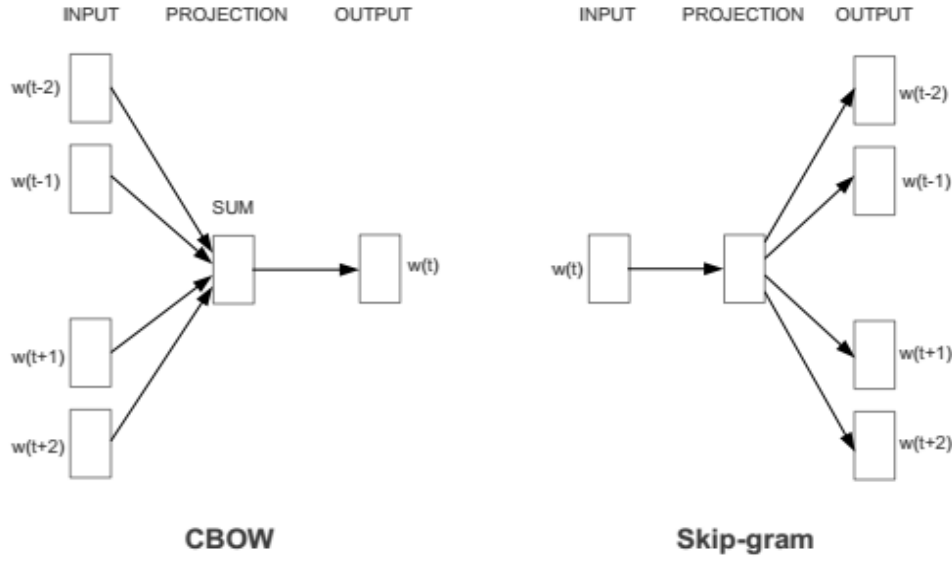 INPUT PROJECTION OUTPUT
w(t-2)
w(t-1)
SUM
w(t)
w(t+1)
w(t+2)
CBOW
INPUT PROJECTION OUTPUT
w(t-2)
w(t-1)
w(t)
w(t+1)
w(t+2)
Skip-gram